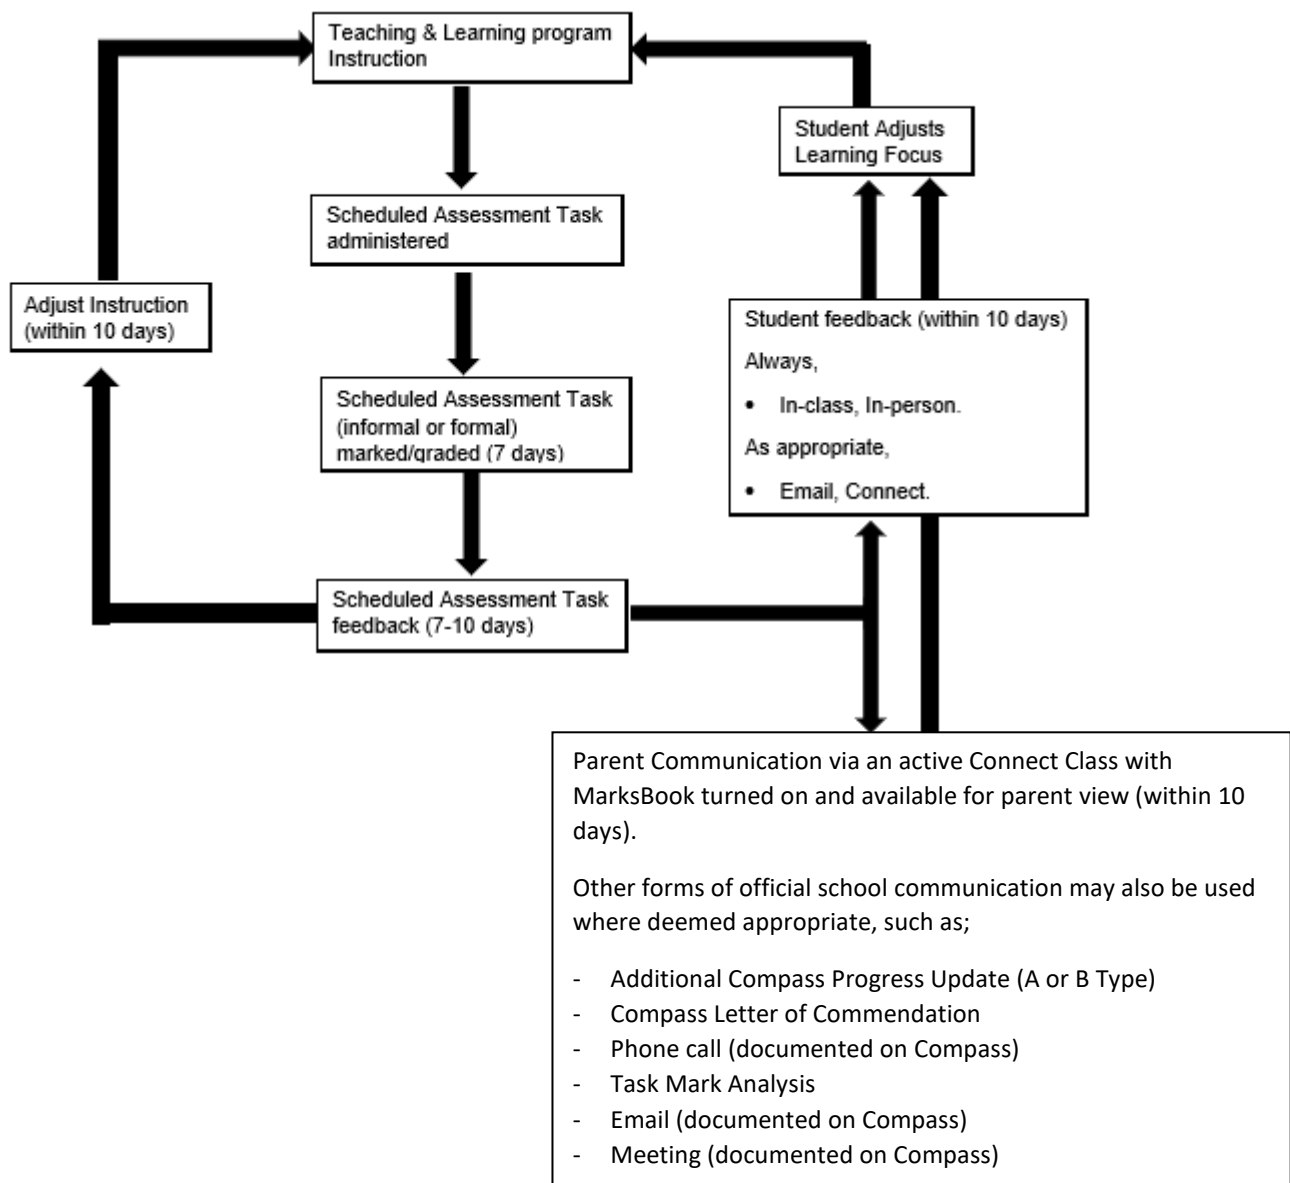 Teaching & Learning program
Instruction
Student Adjusts
Learning Focus
Scheduled Assessment Task
administered
Adjust Instruction
(within 10 days)
Student feedback (within 10 days)
Always,
• In-class, In-person.
As appropriate,
• Email, Connect.
Scheduled Assessment Task
(informal or formal)
marked/graded (7 days)
Scheduled Assessment Task
feedback (7-10 days)
Parent Communication via an active Connect Class with
MarksBook turned on and available for parent view (within 10
days).
Other forms of official school communication may also be used
where deemed appropriate, such as;
- Additional Compass Progress Update (A or B Type)
- Compass Letter of Commendation
- Phone call (documented on Compass)
- Task Mark Analysis
- Email (documented on Compass)
- Meeting (documented on Compass)